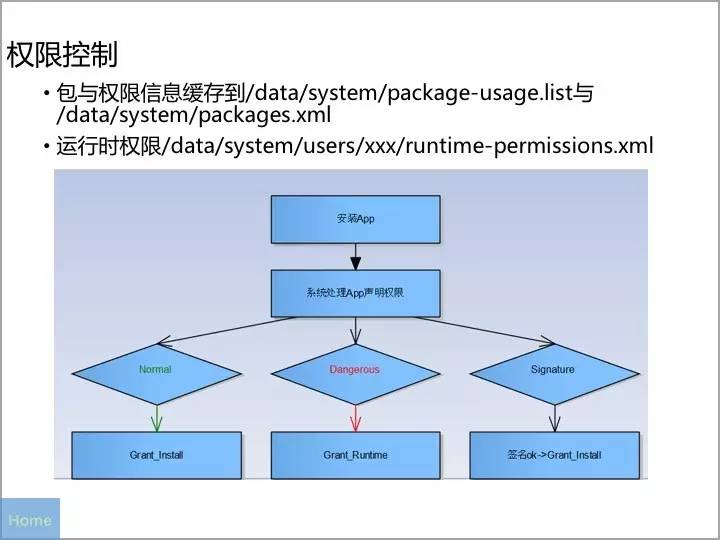 权限控制
• 包与权限信息缓存到/data/system/package-usage.list与
/data/system/packages.xml
• 运行时权限/data/system/users/xxx/runtime-permissions.xml
安装App
系统处理App声明权限
Normal
Dangerous
Signature
Grant_Install
Grant_Runtime
签名ok->Grant_Install
Home